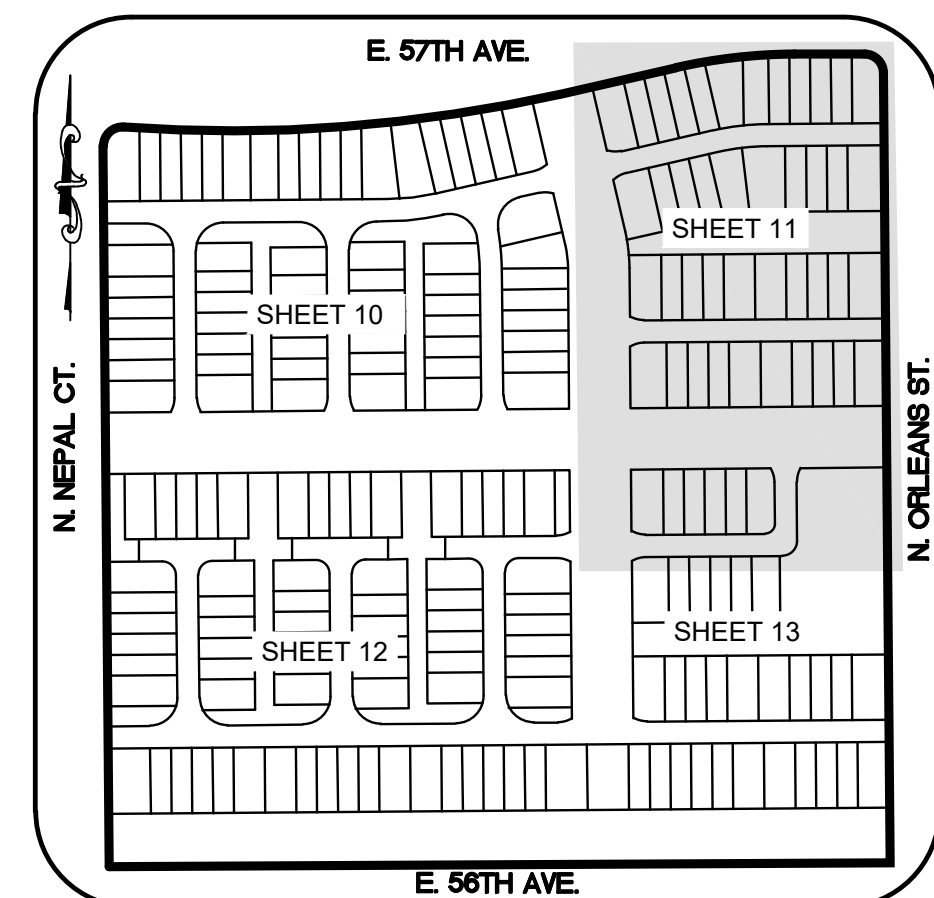 E. 57TH AVE.
SHEET 11
SHEET 10
N. NEPAL CT.
N. ORLEANS ST.
SHEET 13
SHEET 12
E. 56TH AVE.